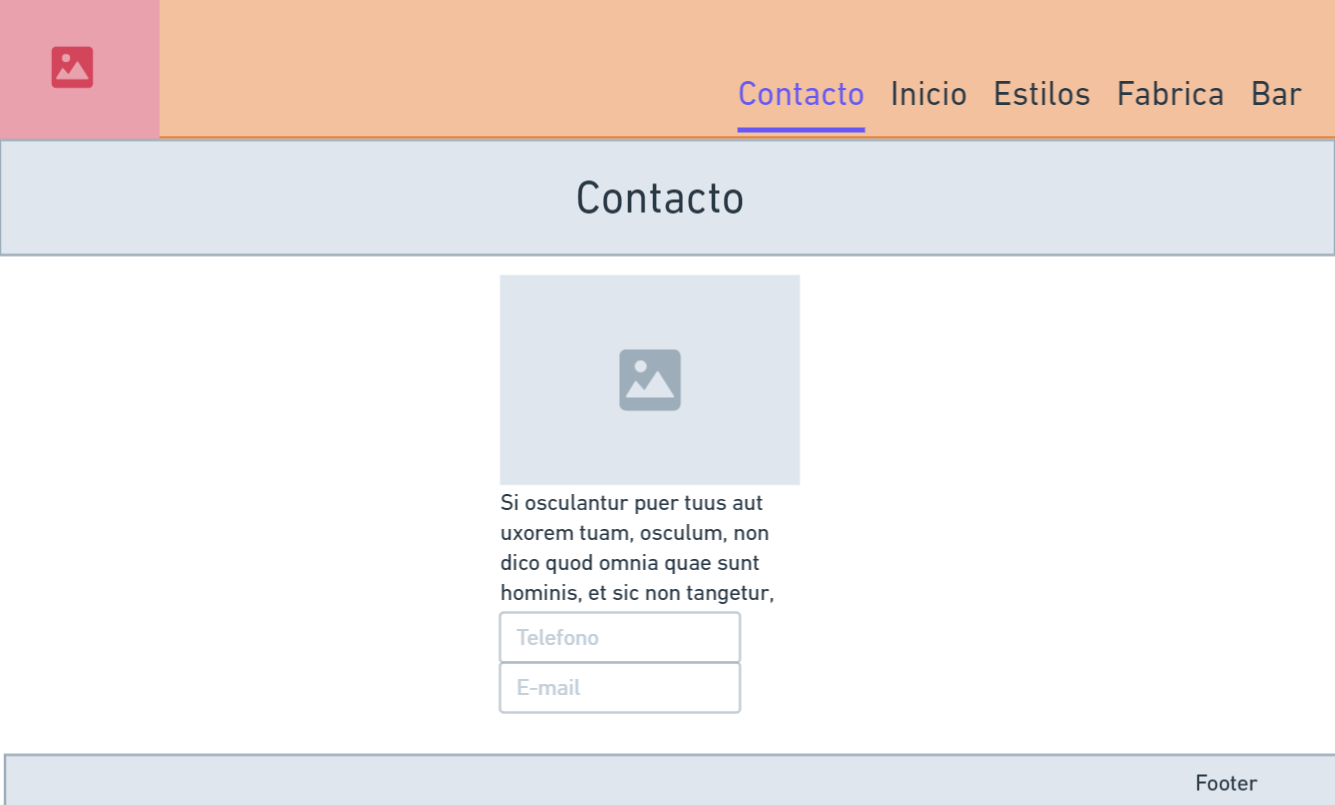 Contacto Inicio Estilos Fabrica Bar
Contacto
Si osculantur puer tuus aut
uxorem tuam, osculum, non
dico quod omnia quae sunt
hominis, et sic non tangetur,
Telefono
E-mail
Footer